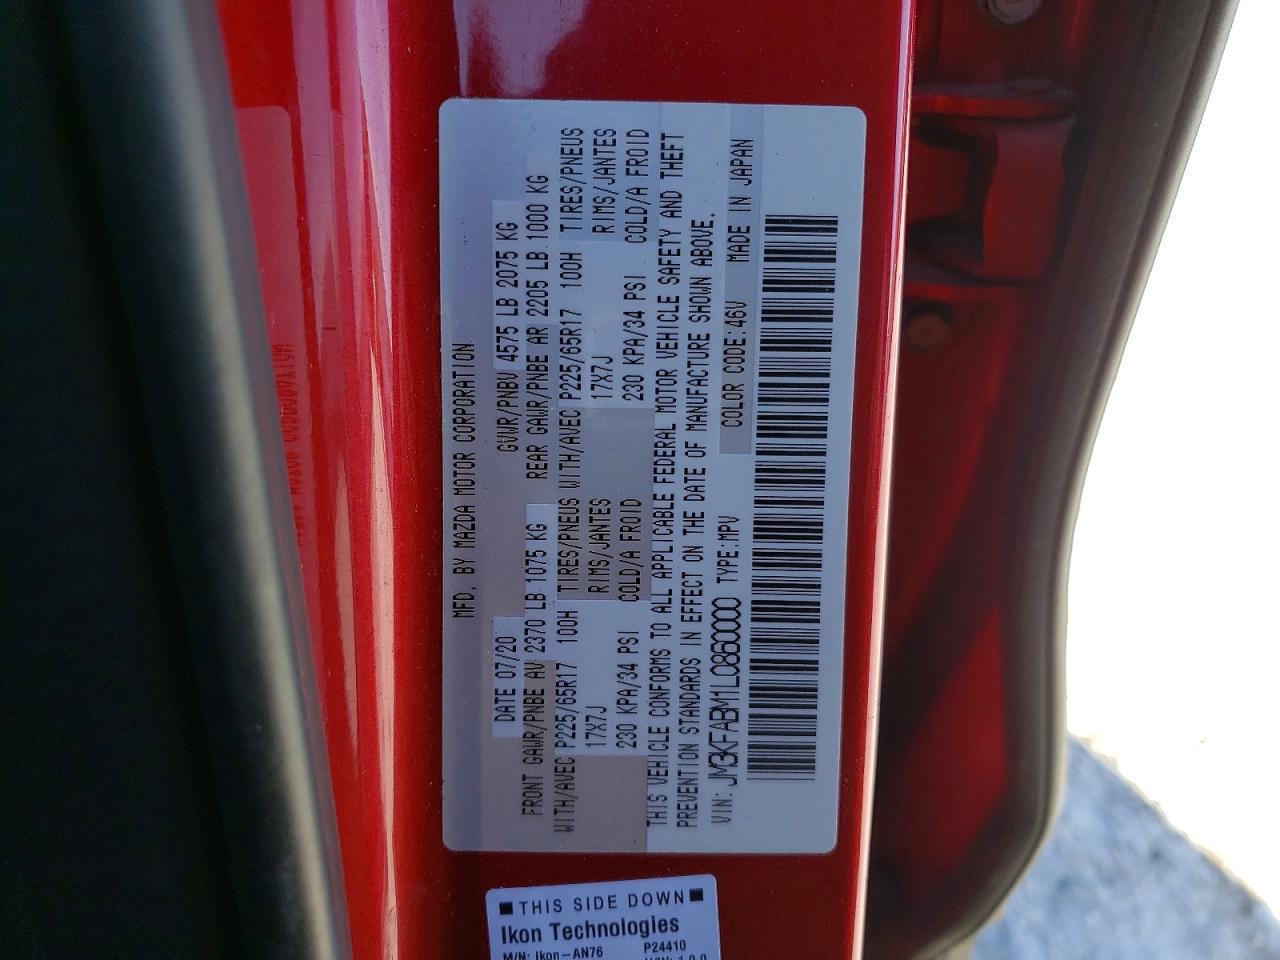 MFD. BY MAZDA MOTOR CORPORATION
DATE 07/20 GVWR/PNBV 4575 LB 2075 KG
FRONT GAWR/PNBE AV 2370 LB 1075 KG REAR GAWR/PNBE AR 2205 LB 1000 KG
WITH/AVEC P225/65R17 100H TIRES/PNEUS WITH/AVEC P225/65R17 100H TIRES/PNEUS
17X7J RIMS/JANTES 17X7J RIMS/JANTES
230 KPA/34 PSI COLD/A FROID 230 KPA/34 PSI COLD/A FROID
THIS VEHICLE CONFORMS TO ALL APPLICABLE FEDERAL MOTOR VEHICLE SAFETY AND THEFT
PREVENTION STANDARDS IN EFFECT ON THE DATE OF MANUFACTURE SHOWN ABOVE.
VIN: JM3KFABM1L0860000 TYPE:MPV COLOR CODE:46V MADE IN JAPAN
THIS SIDE DOWN
Ikon Technologies
M/N: Ikon-AN76 P24410